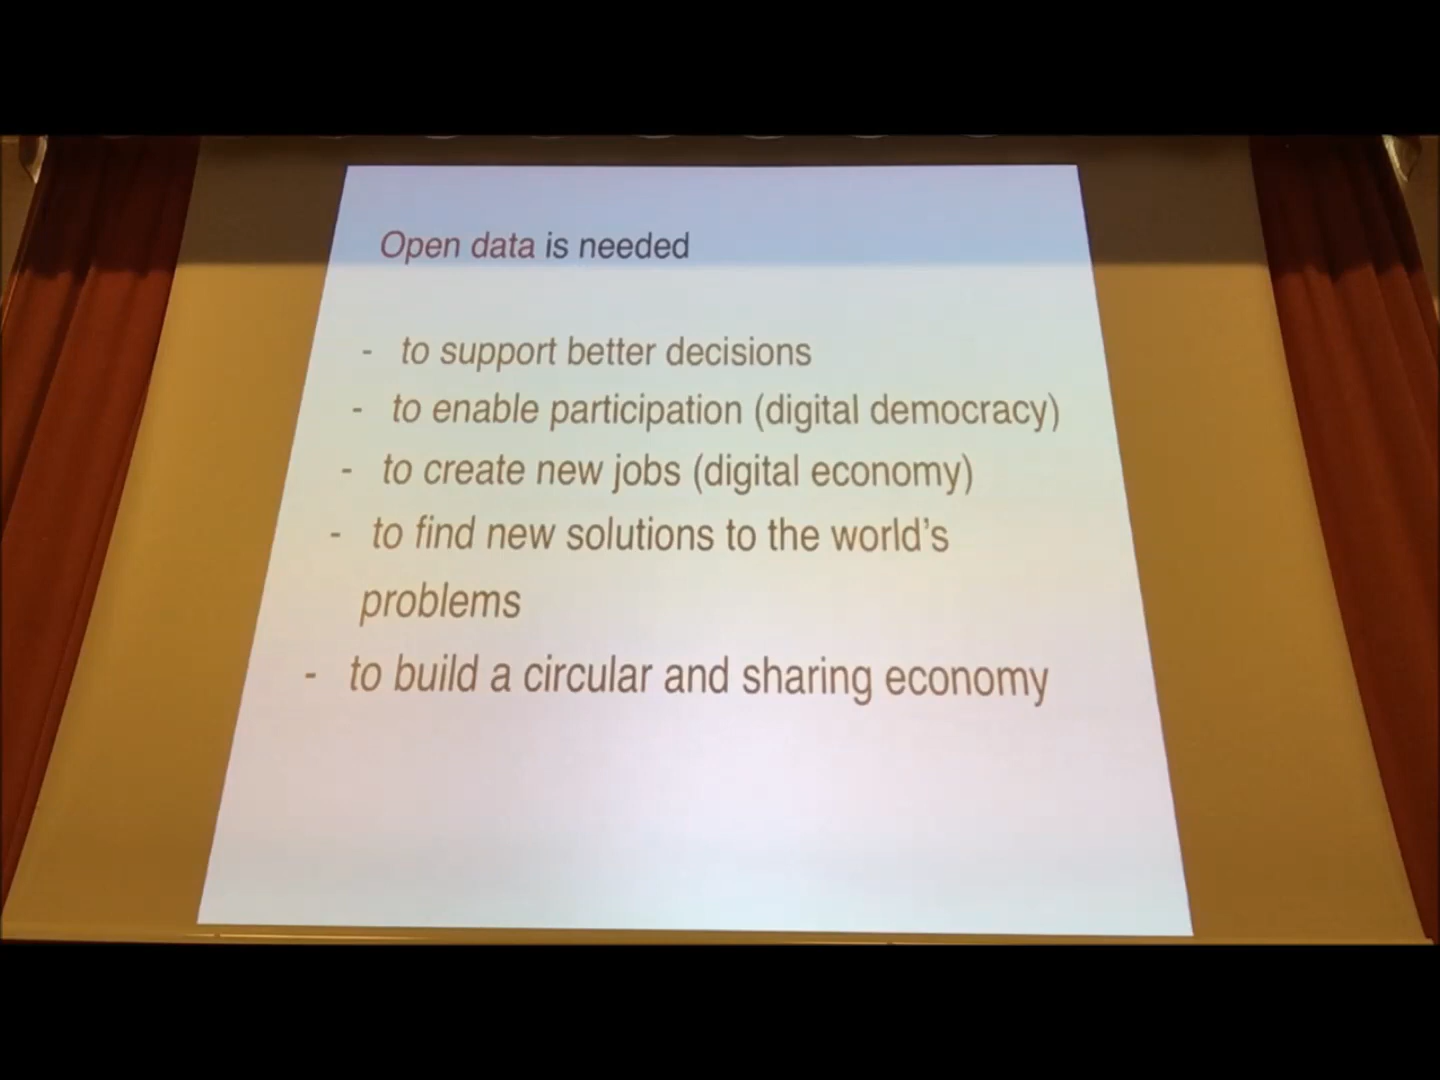 Open data is needed
- to support better decisions
- to enable participation (digital democracy)
- to create new jobs (digital economy)
- to find new solutions to the world's
problems
- to build a circular and sharing economy